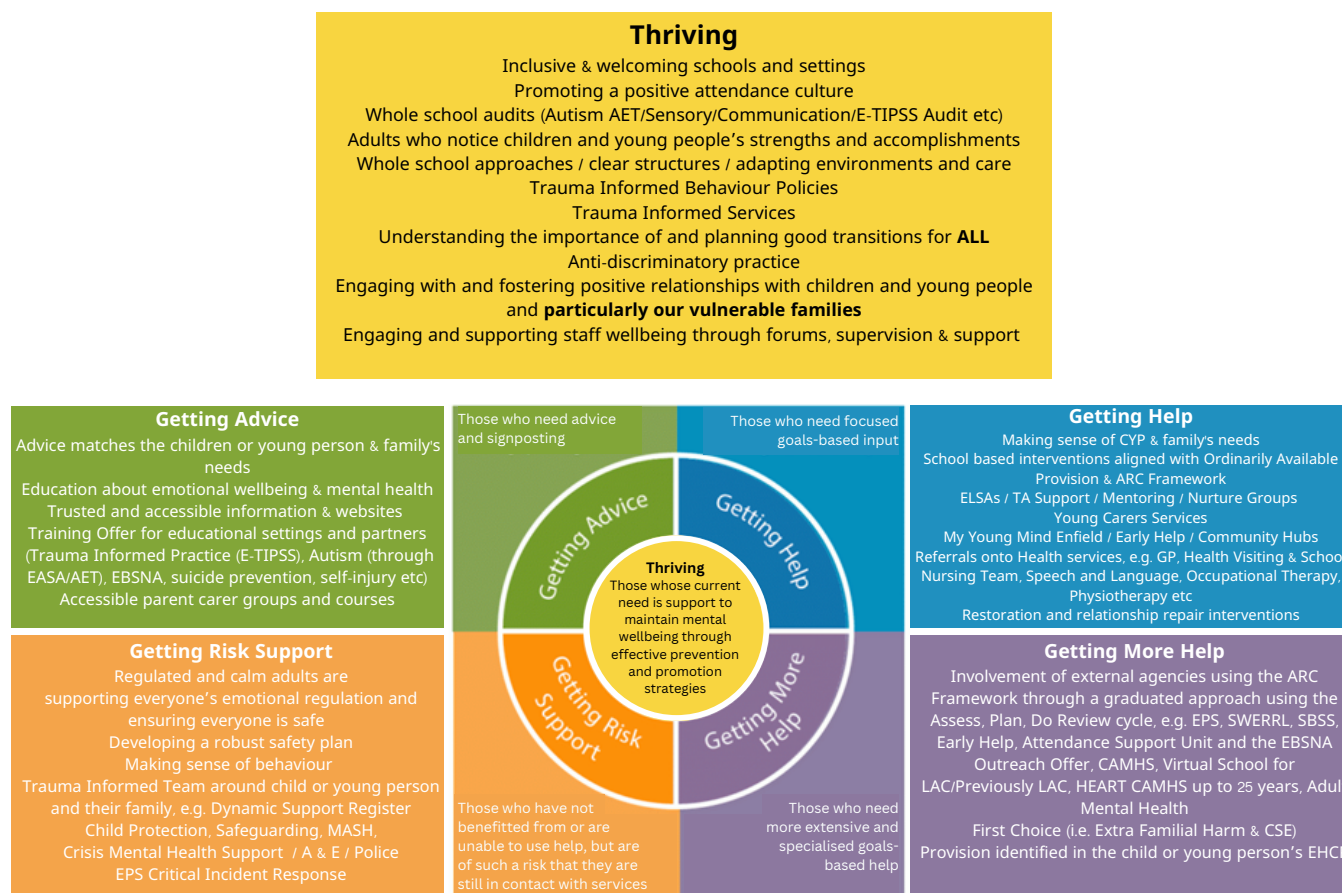 Thriving
Inclusive & welcoming schools and settings
Promoting a positive attendance culture
Whole school audits (Autism AET/Sensory/Communication/E-TIPSS Audit etc)
Adults who notice children and young people's strengths and accomplishments
Whole school approaches / clear structures / adapting environments and care
Trauma Informed Behaviour Policies
Trauma Informed Services
Understanding the importance of and planning good transitions for ALL
Anti-discriminatory practice
Engaging with and fostering positive relationships with children and young people
and particularly our vulnerable families
Engaging and supporting staff wellbeing through forums, supervision & support
Getting Advice
Advice matches the children or young person & family's
needs
Education about emotional wellbeing & mental health
Trusted and accessible information & websites
Training Offer for educational settings and partners
(Trauma Informed Practice (E-TIPSS), Autism (through
EASA/AET), EBSNA, suicide prevention, self-injury etc)
Accessible parent carer groups and courses
Those who need advice
and signposting
Those who need focused
goals-based input
Getting Advice
Getting Help
Thriving
Those whose current
need is support to
maintain mental
wellbeing through
effective prevention
and promotion
strategies
Getting Risk
Support
Getting More
Help
Those who have not
benefitted from or are
unable to use help, but are
of such a risk that they are
still in contact with services
Those who need
more extensive and
specialised goals-
based help
Getting Help
Making sense of CYP & family's needs
School based interventions aligned with Ordinarily Available
Provision & ARC Framework
ELSAs / TA Support / Mentoring / Nurture Groups
Young Carers Services
My Young Mind Enfield / Early Help / Community Hubs
Referrals onto Health services, e.g. GP, Health Visiting & School
Nursing Team, Speech and Language, Occupational Therapy,
Physiotherapy etc
Restoration and relationship repair interventions
Getting Risk Support
Regulated and calm adults are
supporting everyone's emotional regulation and
ensuring everyone is safe
Developing a robust safety plan
Making sense of behaviour
Trauma Informed Team around child or young person
and their family, e.g. Dynamic Support Register
Child Protection, Safeguarding, MASH,
Crisis Mental Health Support / A & E / Police
EPS Critical Incident Response
Getting More Help
Involvement of external agencies using the ARC
Framework through a graduated approach using the
Assess, Plan, Do Review cycle, e.g. EPS, SWERRL, SBSS,
Early Help, Attendance Support Unit and the EBSNA
Outreach Offer, CAMHS, Virtual School for
LAC/Previously LAC, HEART CAMHS up to 25 years, Adul
Mental Health
First Choice (i.e. Extra Familial Harm & CSE)
Provision identified in the child or young person's EHCP